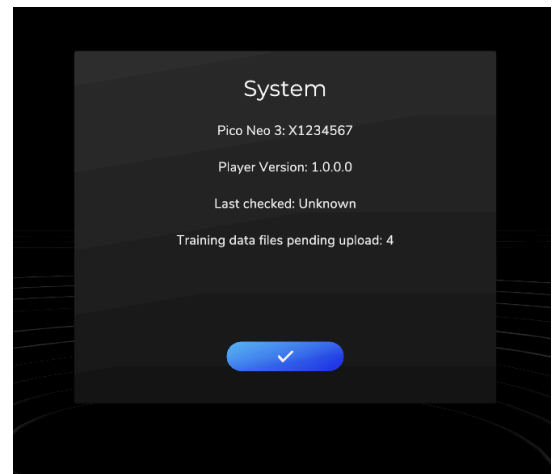 System
Pico Neo 3: X1234567
Player Version: 1.0.0.0
Last checked: Unknown
Training data files pending upload: 4